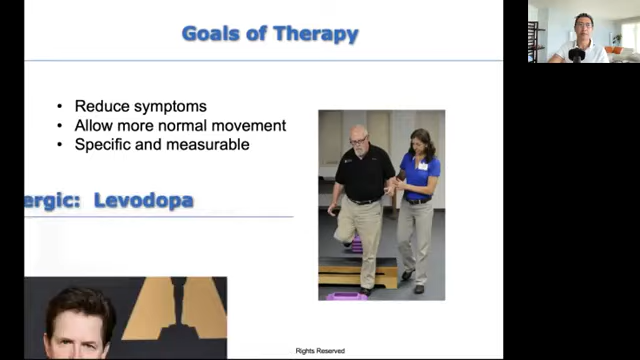 Goals of Therapy
• Reduce symptoms
• Allow more normal movement
• Specific and measurable
ergic: Levodopa
Rights Reserved